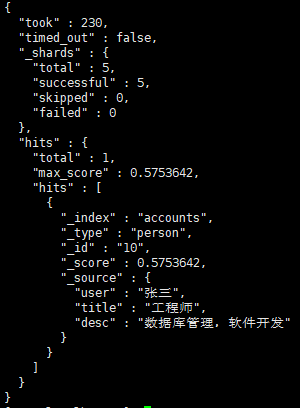 {
  "took" : 230,
  "timed_out" : false,
  "_shards" : {
    "total" : 5,
    "successful" : 5,
    "skipped" : 0,
    "failed" : 0
  },
  "hits" : {
    "total" : 1,
    "max_score" : 0.5753642,
    "hits" : [
      {
        "_index" : "accounts",
        "_type" : "person",
        "_id" : "10",
        "_score" : 0.5753642,
        "_source" : {
          "user" : "张三",
          "title" : "工程师",
          "desc" : "数据库管理，软件开发"
        }
      }
    ]
  }
}